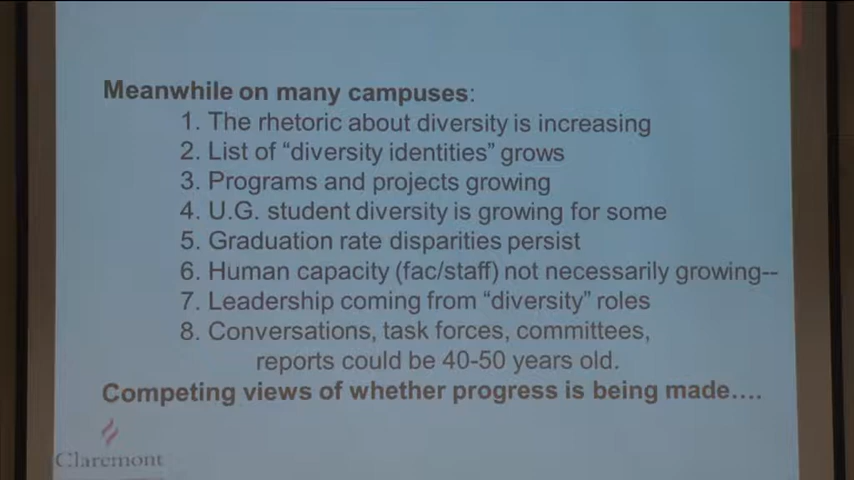 Meanwhile on many campuses:
1. The rhetoric about diversity is increasing
2. List of “diversity identities” grows
3. Programs and projects growing
4. U.G. student diversity is growing for some
5. Graduation rate disparities persist
6. Human capacity (fac/staff) not necessarily growing--
7. Leadership coming from “diversity” roles
8. Conversations, task forces, committees,
reports could be 40-50 years old.
Competing views of whether progress is being made….
Claremont